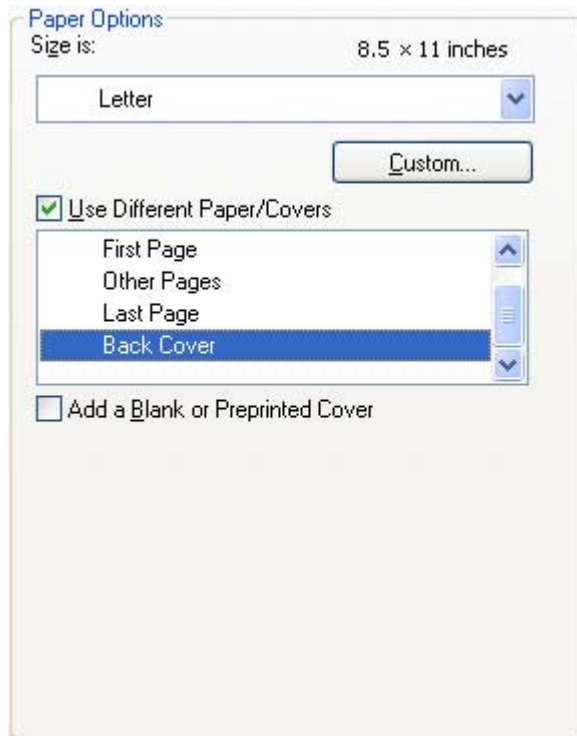 Paper Options
Size is: 8.5 × 11 inches
Letter
Custom...
Use Different Paper/Covers
First Page
Other Pages
Last Page
Back Cover
Add a Blank or Preprinted Cover